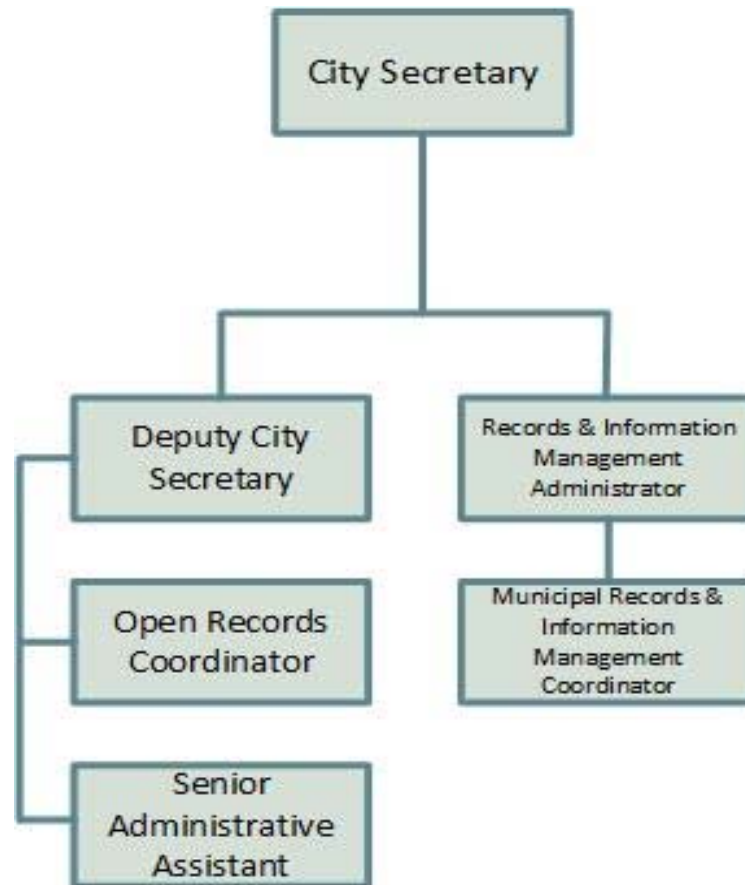 City Secretary
Deputy City
Secretary
Records & Information
Management
Administrator
Open Records
Coordinator
Municipal Records &
Information
Management
Coordinator
Senior
Administrative
Assistant